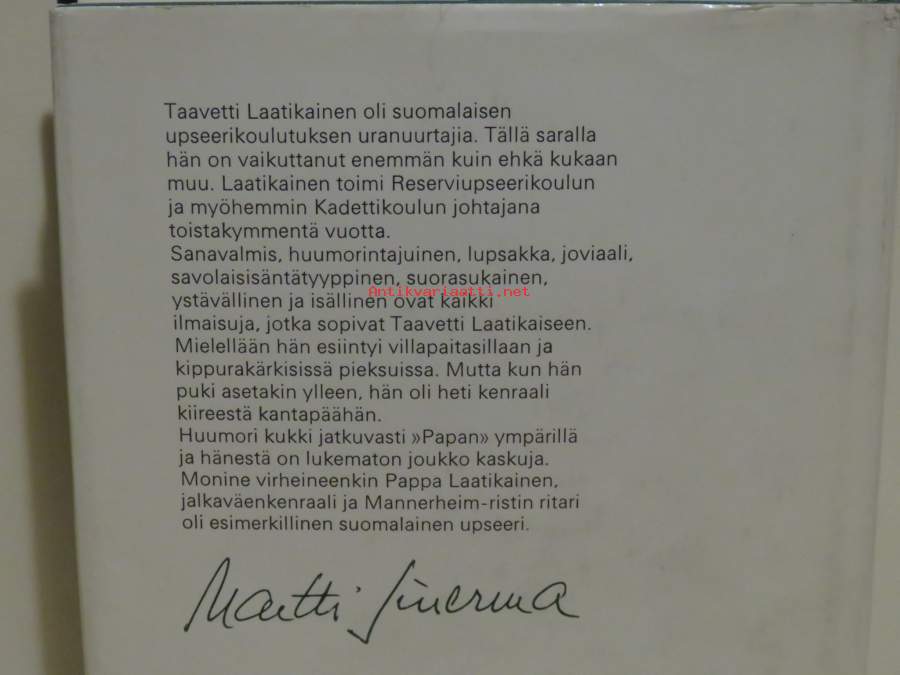 Taavetti Laatikainen oli suomalaisen
upseerikoulutuksen uranuurtajia. Tällä saralla
hän on vaikuttanut enemmän kuin ehkä kukaan
muu. Laatikainen toimi Reserviupseerikoulun
ja myöhemmin Kadettikoulun johtajana
toistakymmentä vuotta.
Sanavalmis, huumorintajuinen, lupsakka, joviaali,
savolaisisäntätyyppinen, suorasukainen,
Antikvariaatti.net
ystävällinen ja isällinen ovat kaikki
ilmaisuja, jotka sopivat Taavetti Laatikaiseen.
Mielellään hän esiintyi villapaitasillaan ja
kippurakärkisissä pieksuissa. Mutta kun hän
puki asetakin ylleen, hän oli heti kenraali
kiireestä kantapäähän.
Huumori kukki jatkuvasti »Papan» ympärillä
ja hänestä on lukematon joukko kaskuja.
Monine virheineenkin Pappa Laatikainen,
jalkaväenkenraali ja Mannerheim-ristin ritari
oli esimerkillinen suomalainen upseeri.
Martti Sinerma